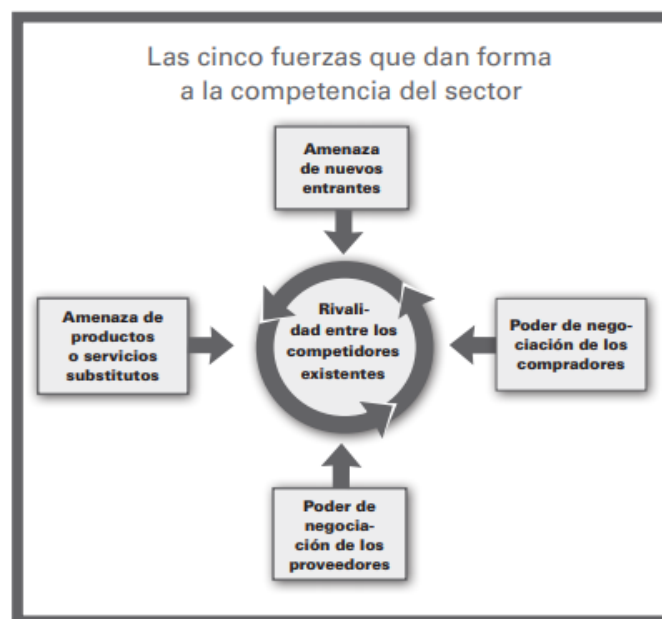 Las cinco fuerzas que dan forma
a la competencia del sector
Amenaza
de nuevos
entrantes
Amenaza de
productos
o servicios
substitutos
Rivali-
dad entre los
competidores
existentes
Poder de nego-
ciación de los
compradores
Poder de
negocia-
ción de los
proveedores